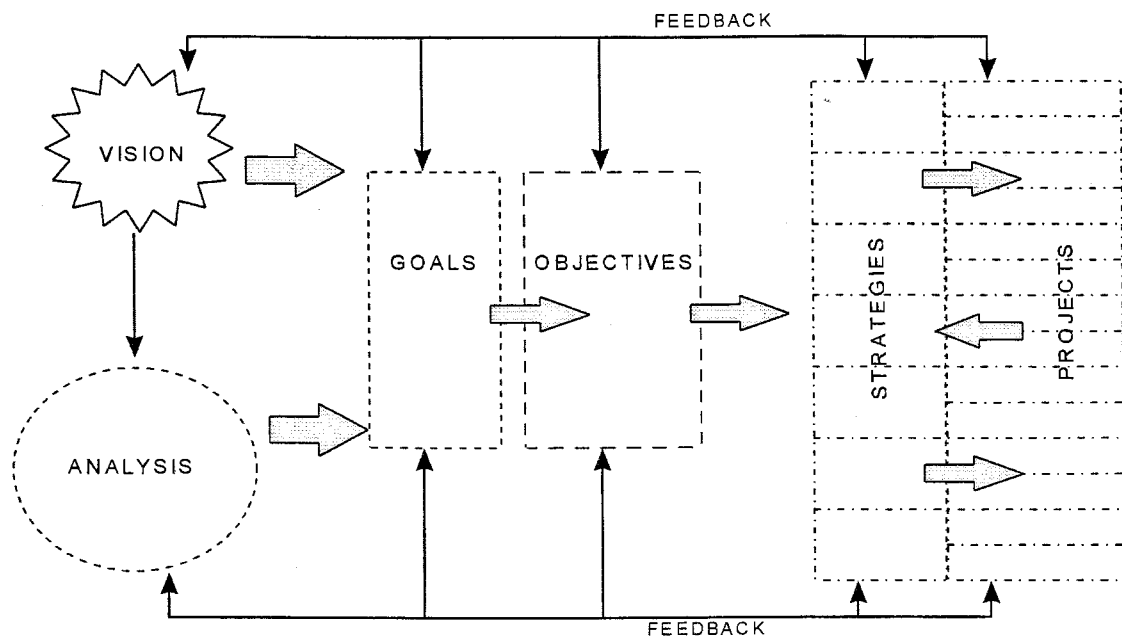 FEEDBACK
VISION
GOALS
OBJECTIVES
STRATEGIES
PROJECTS
ANALYSIS
FEEDBACK